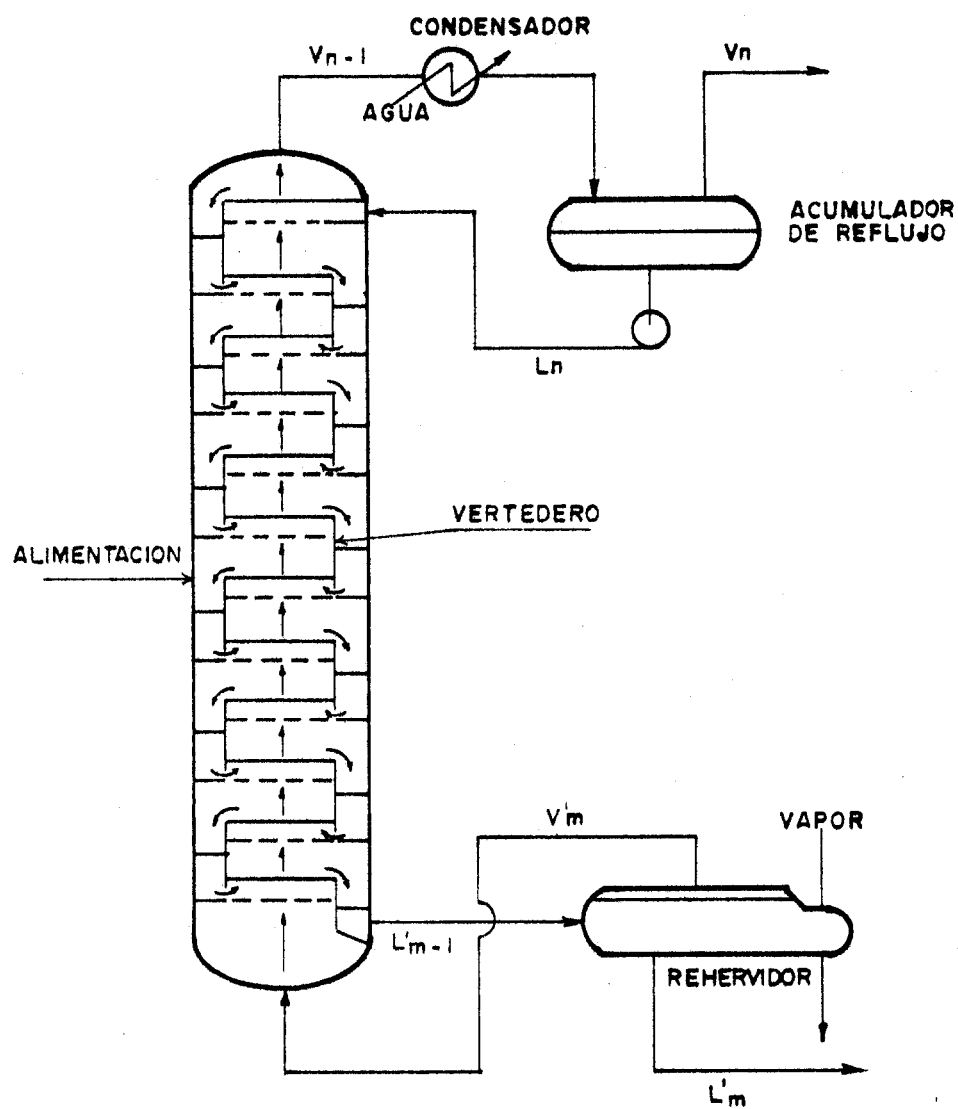 CONDENSADOR
Vn-1
Vn
AGUA
ACUMULADOR
DE REFLUJO
Ln
VERTEDERO
ALIMENTACION
V'm
VAPOR
L'm-1
REHERVIDOR
L'm